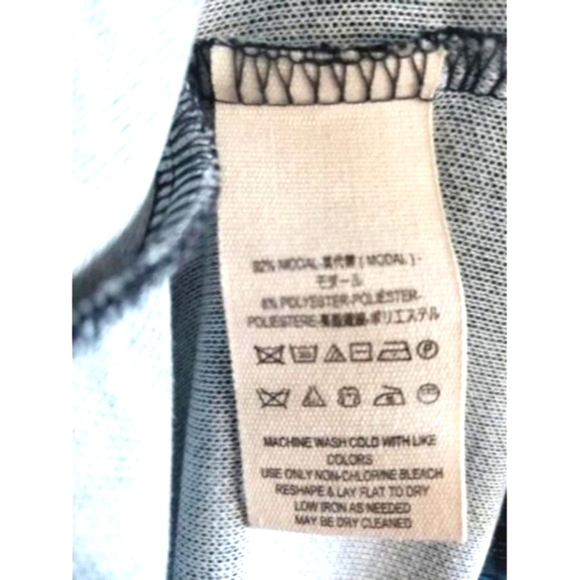 92% MODAL-莫代爾 ( MODAL ) -
モダール
8% POLYESTER-POLIÉSTER-
POLIESTERE-聚酯纖維-ポリエステル
MACHINE WASH COLD WITH LIKE
COLORS
USE ONLY NON-CHLORINE BLEACH
RESHAPE & LAY FLAT TO DRY
LOW IRON AS NEEDED
MAY BE DRY CLEANED